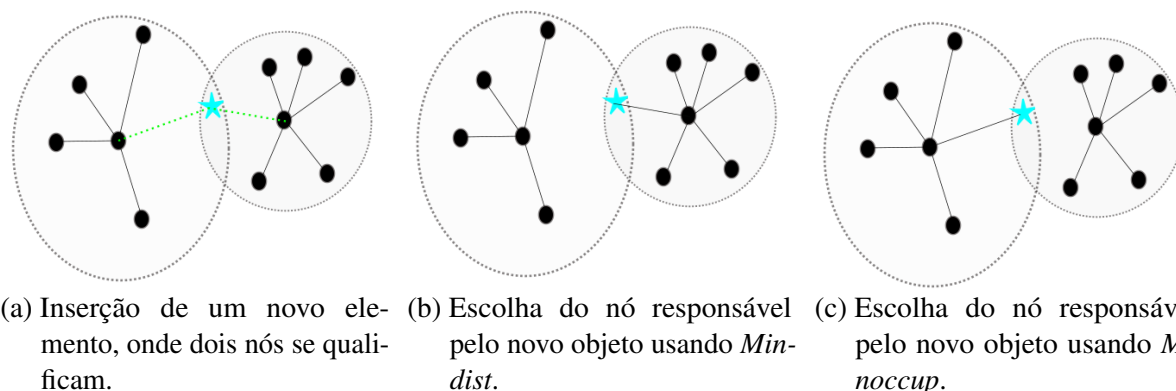 (a) Inserção de um novo ele-
mento, onde dois nós se quali-
ficam.
(b) Escolha do nó responsável
pelo novo objeto usando Min-
dist.
(c) Escolha do nó
pelo novo objeto usando
noccup.